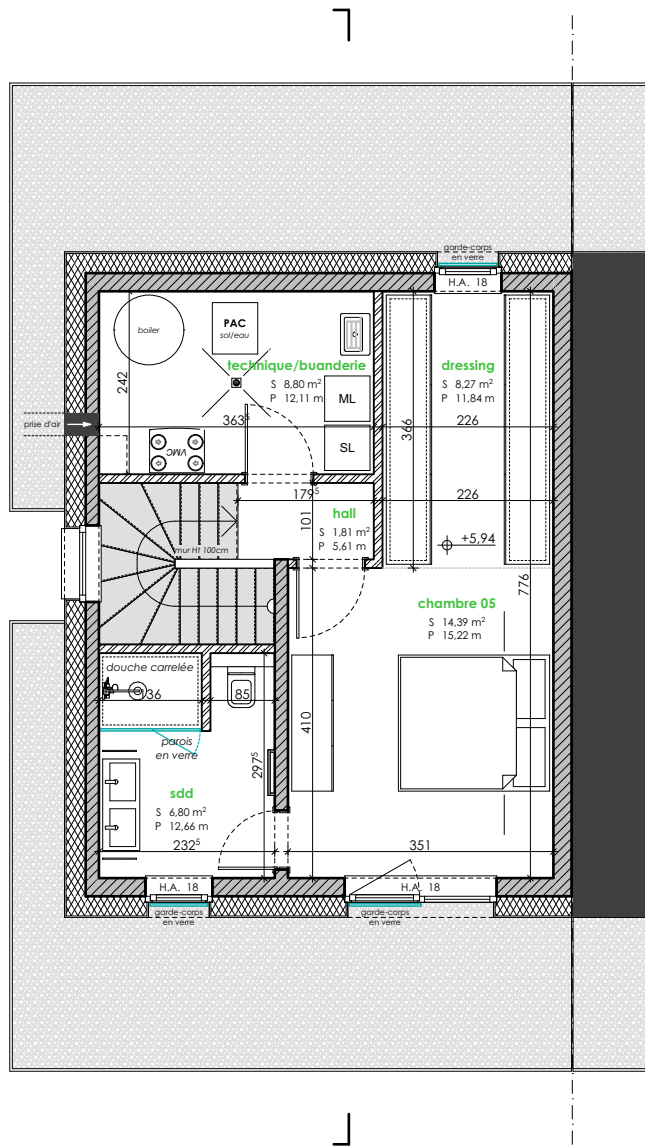 garde-corps
en verre
H.A. 18
boiler
PAC
sol/eau
technique/buanderie
S 8,80 m²
P 12,11 m
dressing
S 8,27 m²
P 11,84 m
242
ML
363⁵
366
226
prise d'air
VMC
SL
179⁵
226
101
hall
S 1,81 m²
P 5,61 m
+5,94
mur Ht 100cm
776
chambre 05
S 14,39 m²
P 15,22 m
douche carrelée
136
85
410
parois
en verre
297⁵
sdd
S 6,80 m²
P 12,66 m
232⁵
351
H.A. 18
H.A. 18
garde-corps
en verre
garde-corps
en verre